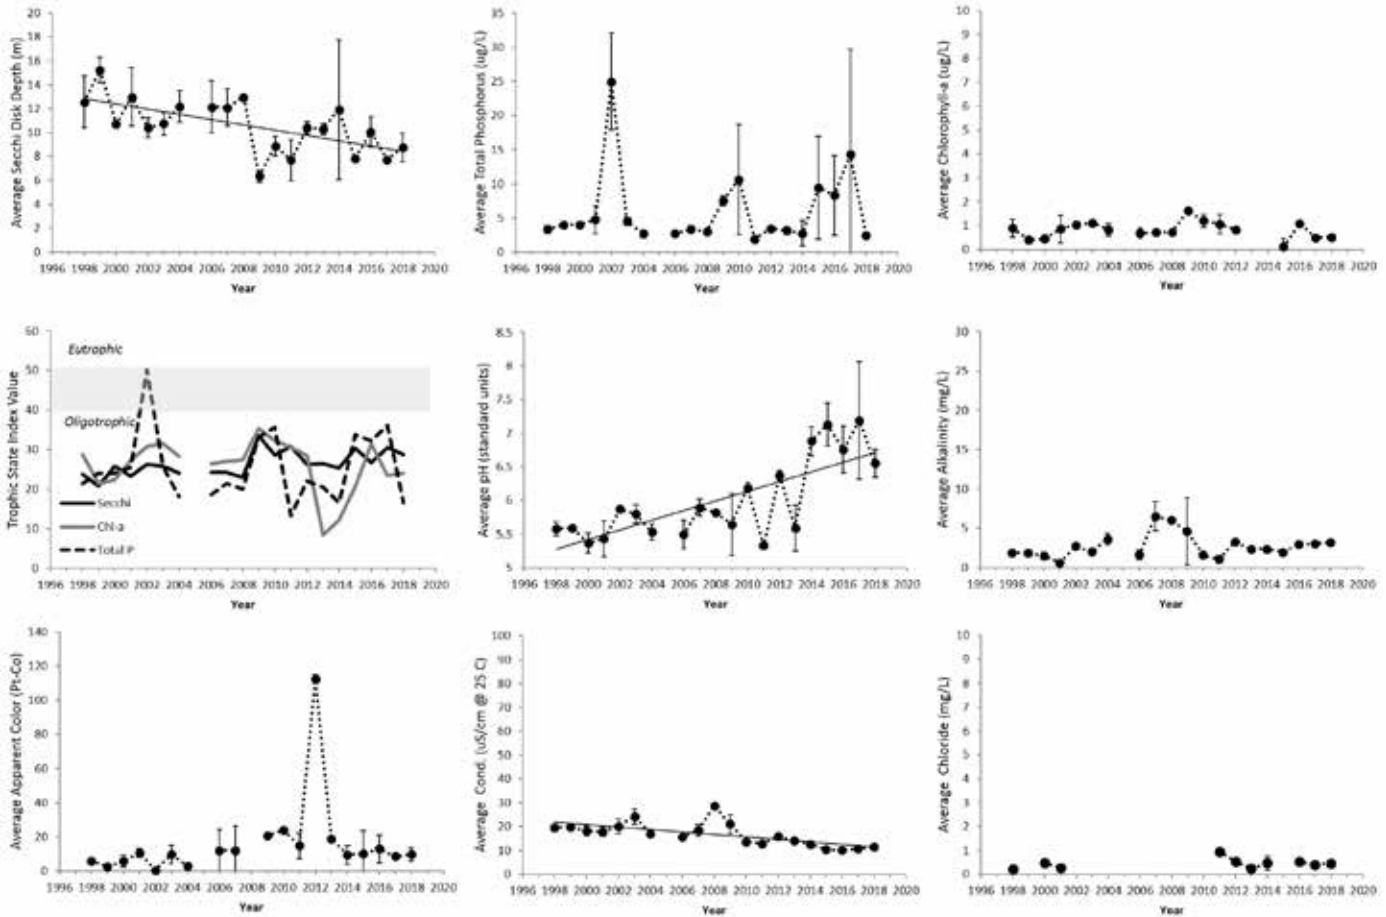 Average Secchi Disk Depth (m)
20
18
16
14
12
10
8
6
4
2
0
1996 1998 2000 2002 2004 2006 2008 2010 2012 2014 2016 2018 2020
Year
Average Total Phosphorus (ug/L)
35
30
25
20
15
10
5
0
1996 1998 2000 2002 2004 2006 2008 2010 2012 2014 2016 2018 2020
Year
Average Chlorophyll-a (ug/L)
10
9
8
7
6
5
4
3
2
1
0
1996 1998 2000 2002 2004 2006 2008 2010 2012 2014 2016 2018 2020
Year
Trophic State Index Value
60
50
40
30
20
10
0
Eutrophic
Oligotrophic
Secchi
Chl-a
Total P
1996 1998 2000 2002 2004 2006 2008 2010 2012 2014 2016 2018 2020
Year
Average pH (standard units)
8.5
8
7.5
7
6.5
6
5.5
5
1996 1998 2000 2002 2004 2006 2008 2010 2012 2014 2016 2018 2020
Year
Average Alkalinity (mg/L)
30
25
20
15
10
5
0
1996 1998 2000 2002 2004 2006 2008 2010 2012 2014 2016 2018 2020
Year
Average Apparent Color (Pt-Co)
140
120
100
80
60
40
20
0
1996 1998 2000 2002 2004 2006 2008 2010 2012 2014 2016 2018 2020
Year
Average Cond. (uS/cm @ 25 C)
100
90
80
70
60
50
40
30
20
10
0
1996 1998 2000 2002 2004 2006 2008 2010 2012 2014 2016 2018 2020
Year
Average Chloride (mg/L)
10
9
8
7
6
5
4
3
2
1
0
1996 1998 2000 2002 2004 2006 2008 2010 2012 2014 2016 2018 2020
Year